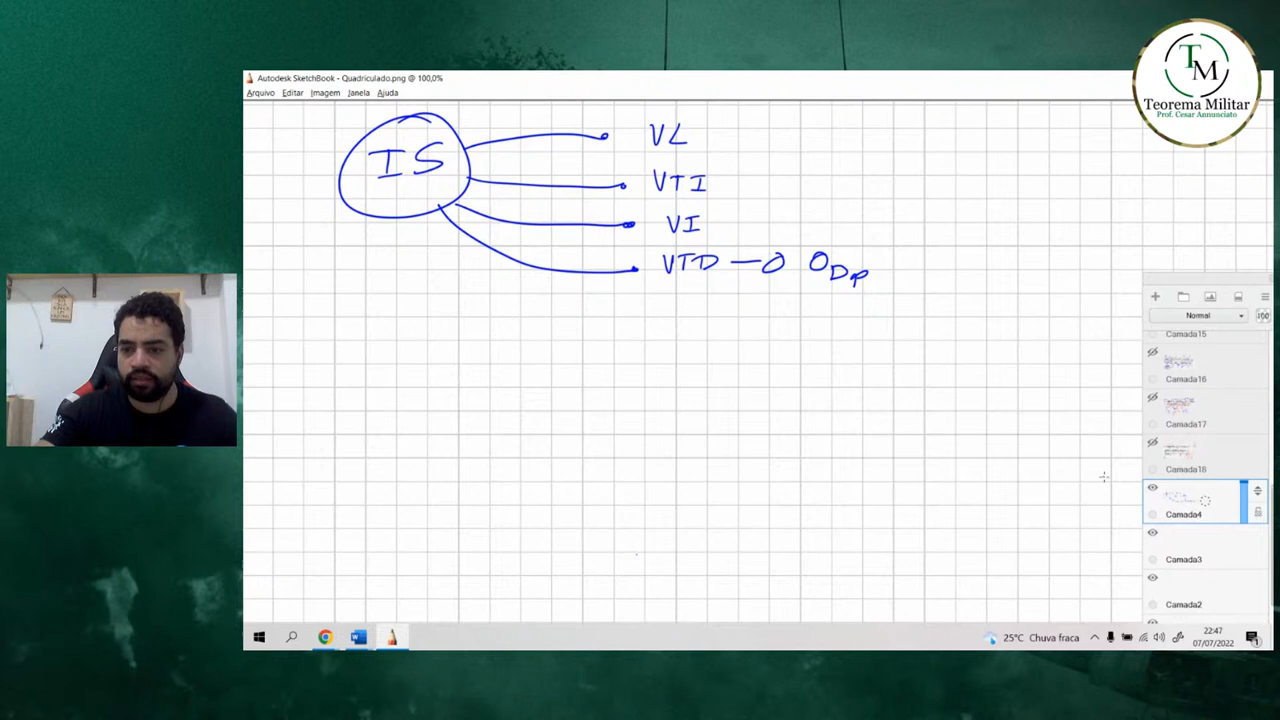 TM
Teorema Militar
Prof. Cesar Annunciato
Autodesk SketchBook - Quadriculado.png @ 100,0%
Arquivo Editar Imagem Janela Ajuda
IS
VL
VTI
VI
VTD → ODp
Normal
100
Camada15
Camada16
Camada17
Camada18
Camada4
Camada3
Camada2
25°C Chuva fraca
22:47
07/07/2022